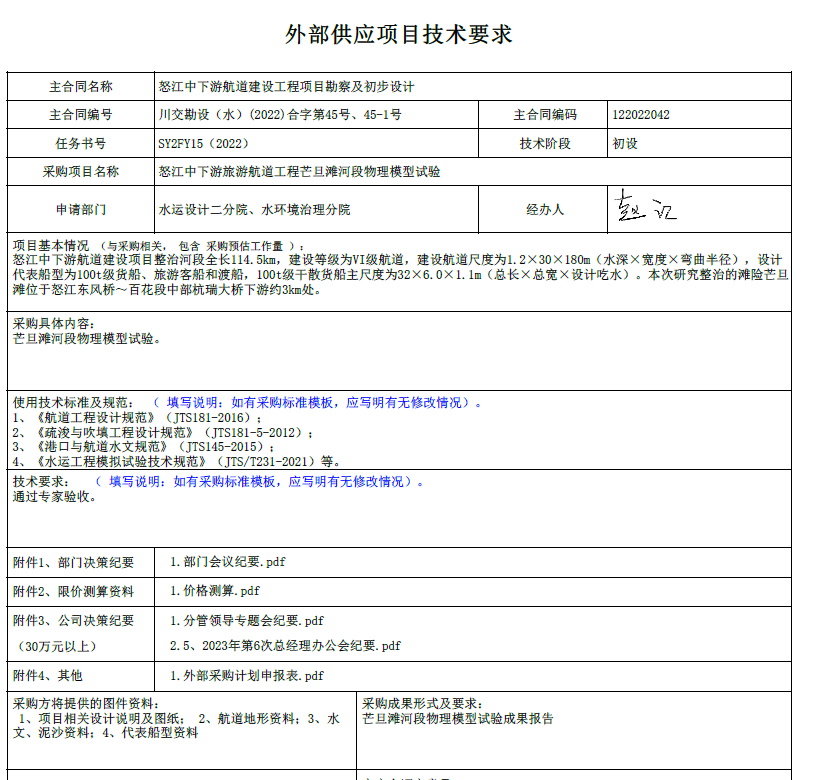 外部供应项目技术要求
主合同名称 怒江中下游航道建设工程项目勘察及初步设计
主合同编号 川交勘设（水）(2022)合字第45号、45-1号 主合同编码 122022042
任务书号 SY2FY15（2022） 技术阶段 初设
采购项目名称 怒江中下游旅游航道工程芒旦滩河段物理模型试验
申请部门 水运设计二分院、水环境治理分院 经办人
项目基本情况 （与采购相关， 包含 采购预估工作量 ）：
怒江中下游航道建设项目整治河段全长114.5km，建设等级为VI级航道，建设航道尺度为1.2×30×180m（水深×宽度×弯曲半径），设计
代表船型为100t级货船、旅游客船和渡船，100t级干散货船主尺度为32×6.0×1.1m（总长×总宽×设计吃水）。本次研究整治的滩险芒旦
滩位于怒江东风桥～百花段中部杭瑞大桥下游约3km处。
采购具体内容：
芒旦滩河段物理模型试验。
使用技术标准及规范： （ 填写说明：如有采购标准模板，应写明有无修改情况）。
1、《航道工程设计规范》（JTS181-2016）；
2、《疏浚与吹填工程设计规范》（JTS181-5-2012）；
3、《港口与航道水文规范》（JTS145-2015）；
4、《水运工程模拟试验技术规范》（JTS/T231-2021）等。
技术要求： （ 填写说明：如有采购标准模板，应写明有无修改情况）。
通过专家验收。
附件1、部门决策纪要 1.部门会议纪要.pdf
附件2、限价测算资料 1.价格测算.pdf
附件3、公司决策纪要 1.分管领导专题会纪要.pdf
（30万元以上） 2.5、2023年第6次总经理办公会纪要.pdf
附件4、其他 1.外部采购计划申报表.pdf
采购方将提供的图件资料： 采购成果形式及要求：
1、项目相关设计说明及图纸； 2、航道地形资料；3、水 芒旦滩河段物理模型试验成果报告
文、泥沙资料；4、代表船型资料